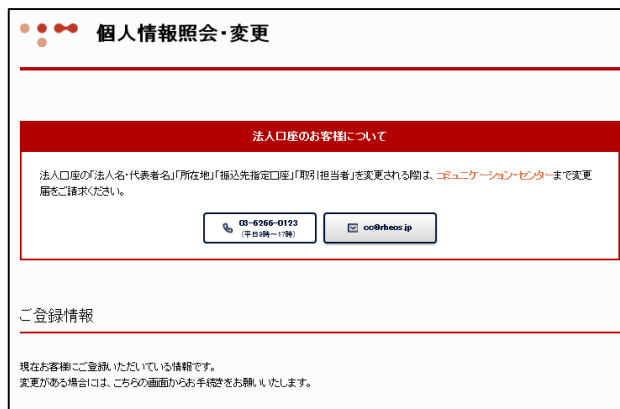 個人情報照会・変更
法人口座のお客様について
法人口座の「法人名・代表者名」「所在地」「振込先指定口座」「取引担当者」を変更される際は、コミュニケーション・センターまで変更
届をご請求ください。
03-6266-0123
(平日9時～17時)
cc@rheos.jp
ご登録情報
現在お客様にご登録いただいている情報です。
変更がある場合には、こちらの画面からお手続きをお願いいたします。